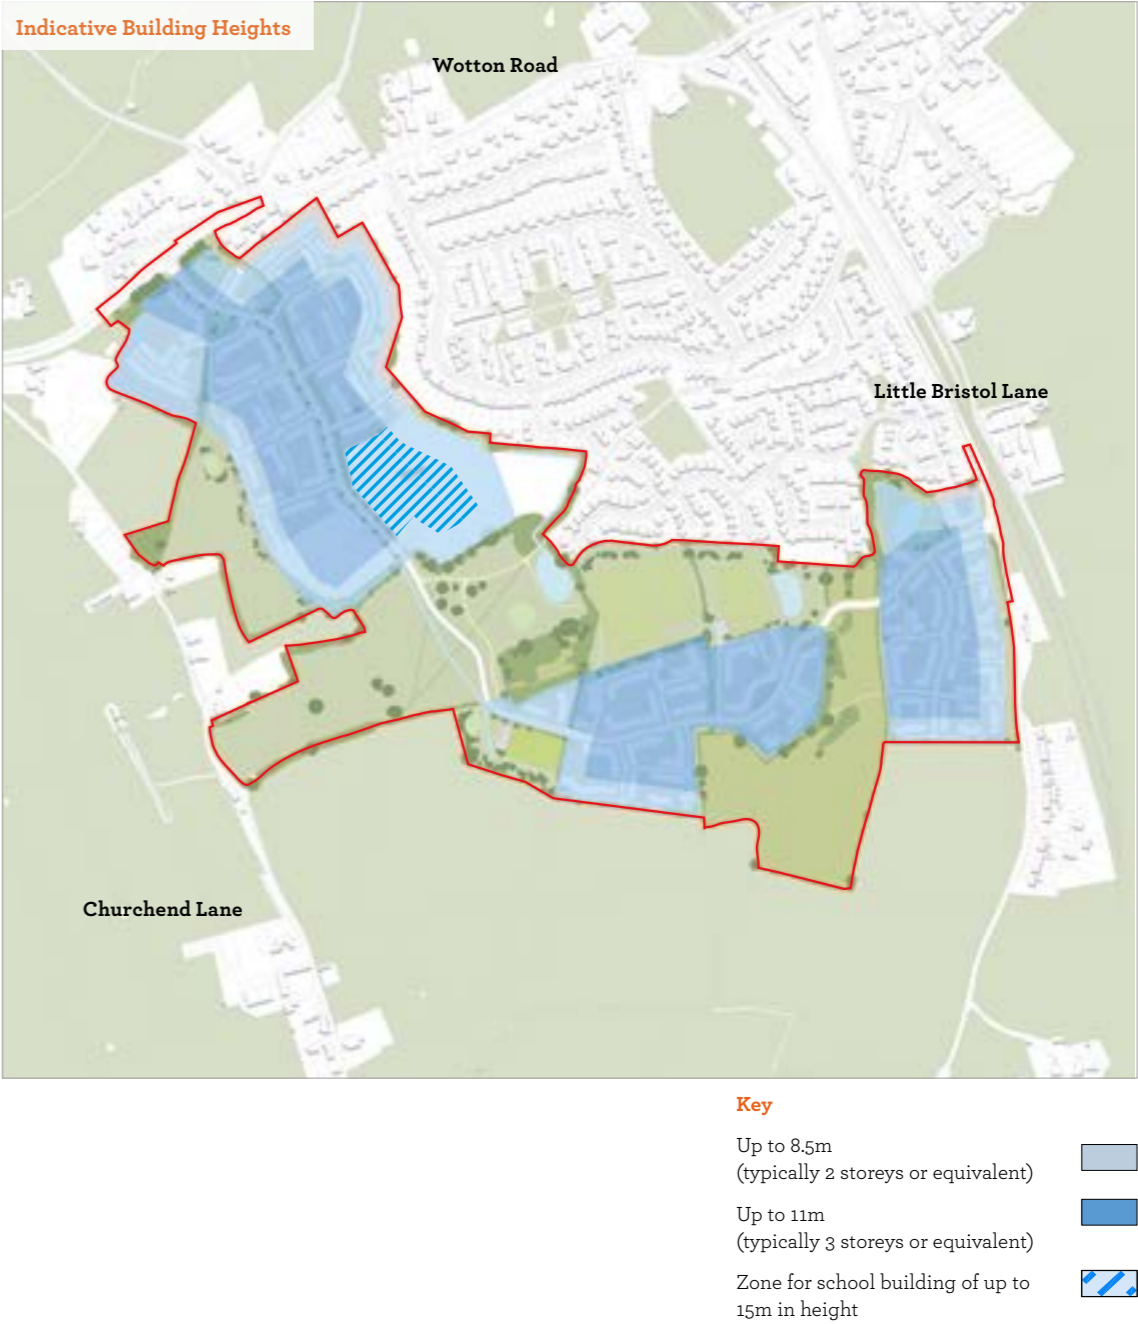 Indicative Building Heights
Wotton Road
Little Bristol Lane
Churchend Lane
Key
Up to 8.5m
(typically 2 storeys or equivalent)
Up to 11m
(typically 3 storeys or equivalent)
Zone for school building of up to
15m in height